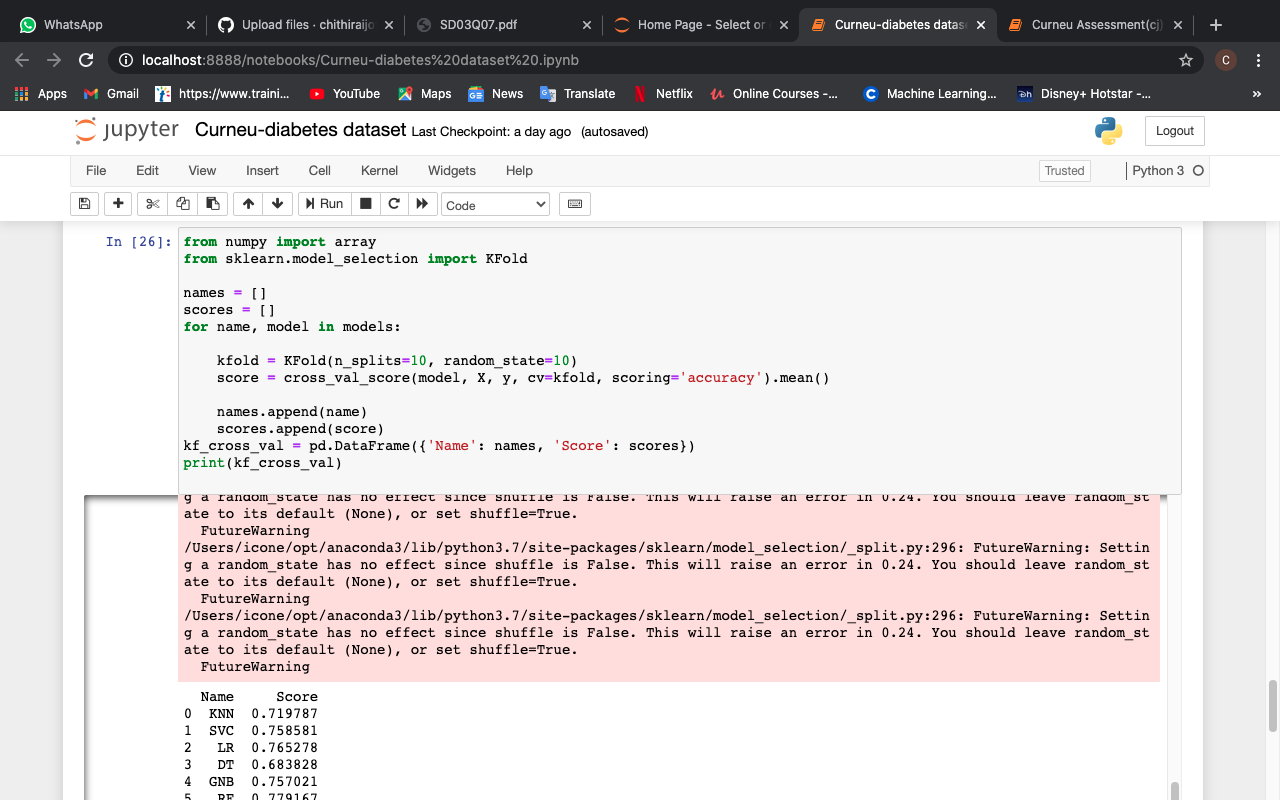 WhatsApp
Upload files · chithiraijo
SD03Q07.pdf
Home Page - Select or
Curneu-diabetes datas
Curneu Assessment(cj)
localhost:8888/notebooks/Curneu-diabetes%20dataset%20.ipynb
C
Apps
Gmail
https://www.traini...
YouTube
Maps
News
Translate
Netflix
Online Courses -...
Machine Learning...
Disney+ Hotstar -...
»
jupyter Curneu-diabetes dataset Last Checkpoint: a day ago (autosaved)
Logout
File Edit View Insert Cell Kernel Widgets Help
Trusted
Python 3
Run
Code
In [26]:
from numpy import array
from sklearn.model_selection import KFold
names = []
scores = []
for name, model in models:
kfold = KFold(n_splits=10, random_state=10)
score = cross_val_score(model, X, y, cv=kfold, scoring='accuracy').mean()
names.append(name)
scores.append(score)
kf_cross_val = pd.DataFrame({'Name': names, 'Score': scores})
print(kf_cross_val)
g a random_state has no effect since shuffle is False. This will raise an error in 0.24. You should leave random_st
ate to its default (None), or set shuffle=True.
FutureWarning
/Users/icone/opt/anaconda3/lib/python3.7/site-packages/sklearn/model_selection/_split.py:296: FutureWarning: Settin
g a random_state has no effect since shuffle is False. This will raise an error in 0.24. You should leave random_st
ate to its default (None), or set shuffle=True.
FutureWarning
/Users/icone/opt/anaconda3/lib/python3.7/site-packages/sklearn/model_selection/_split.py:296: FutureWarning: Settin
g a random_state has no effect since shuffle is False. This will raise an error in 0.24. You should leave random_st
ate to its default (None), or set shuffle=True.
FutureWarning
Name Score
0 KNN 0.719787
1 SVC 0.758581
2 LR 0.765278
3 DT 0.683828
4 GNB 0.757021
5 RF 0.779167